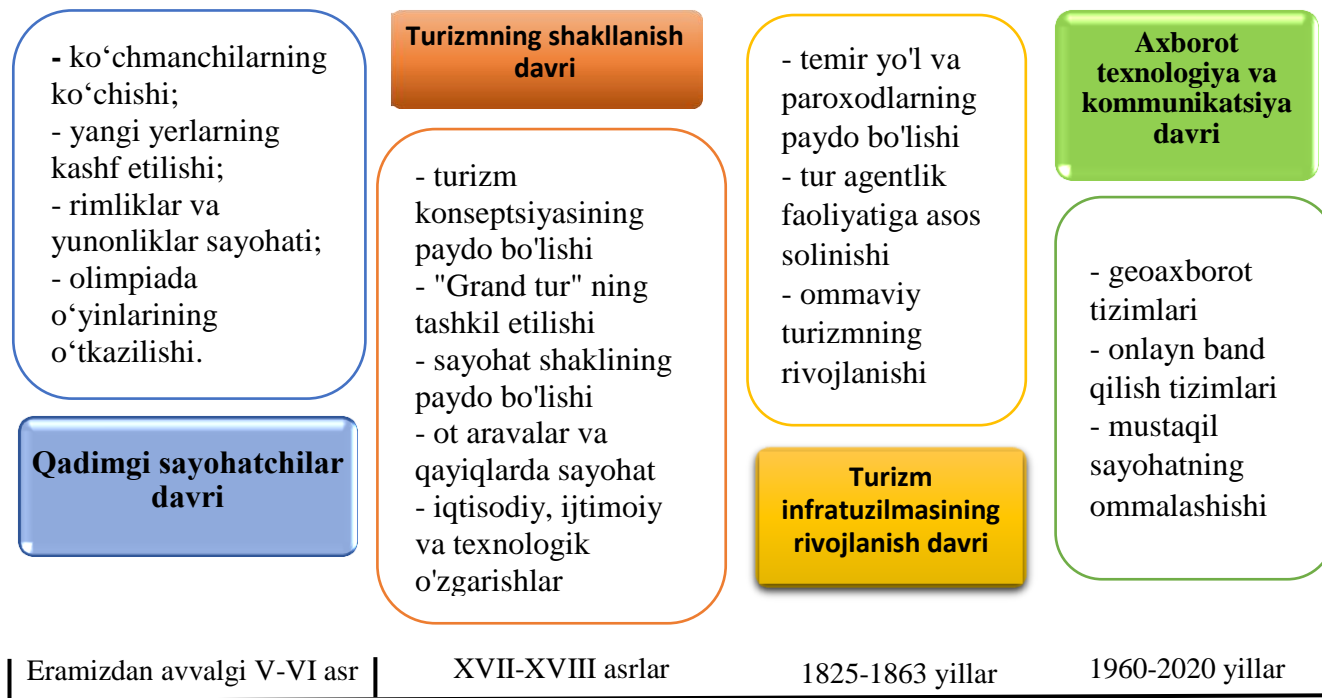 - ko‘chmanchilarning
ko‘chishi;
- yangi yerlarning
kashf etilishi;
- rimliklar va
yunonliklar sayohati;
- olimpiada
o‘yinlarining
o‘tkazilishi.
Qadimgi sayohatchilar
davri
Turizmning shakllanish
davri
- turizm
konseptsiyasining
paydo bo'lishi
- "Grand tur" ning
tashkil etilishi
- sayohat shaklining
paydo bo'lishi
- ot aravalar va
qayiqlarda sayohat
- iqtisodiy, ijtimoiy
va texnologik
o'zgarishlar
- temir yo'l va
paroxodlarning
paydo bo'lishi
- tur agentlik
faoliyatiga asos
solinishi
- ommaviy
turizmning
rivojlanishi
Turizm
infratuzilmasining
rivojlanish davri
Axborot
texnologiya va
kommunikatsiya
davri
- geoaxborot
tizimlari
- onlayn band
qilish tizimlari
- mustaqil
sayohatning
ommalashishi
Eramizdan avvalgi V-VI asr
XVII-XVIII asrlar
1825-1863 yillar
1960-2020 yillar